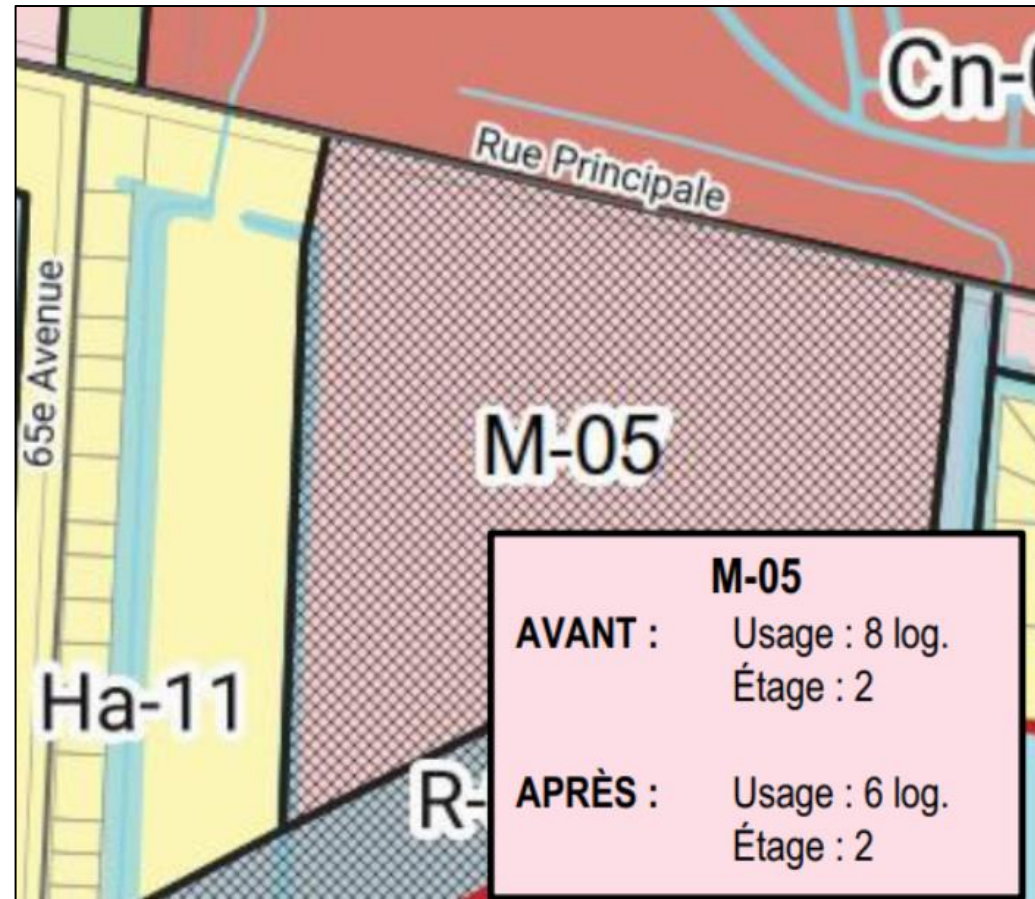 Cn-
Rue Principale
65e Avenue
M-05
Ha-11
R-
M-05
AVANT : Usage : 8 log.
Étage : 2
APRÈS : Usage : 6 log.
Étage : 2